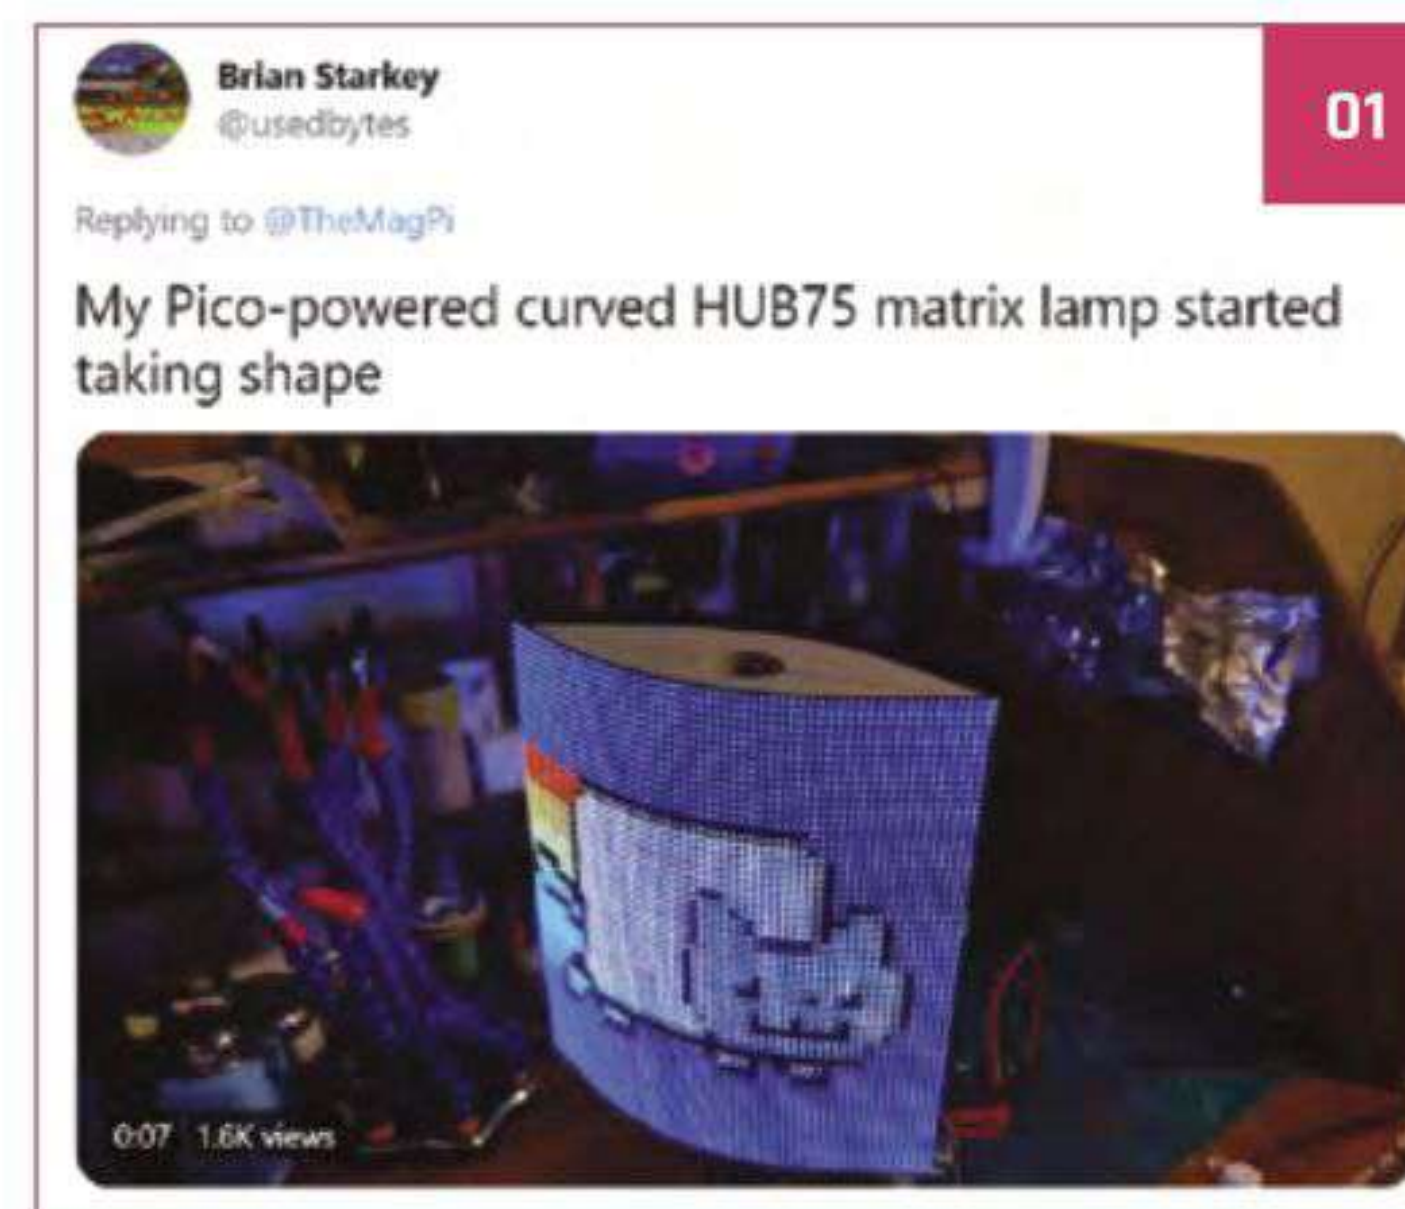 Brian Starkey
@usedbytes
01
Replying to @TheMagPi
My Pico-powered curved HUB75 matrix lamp started
taking shape
0:07 1.6K views